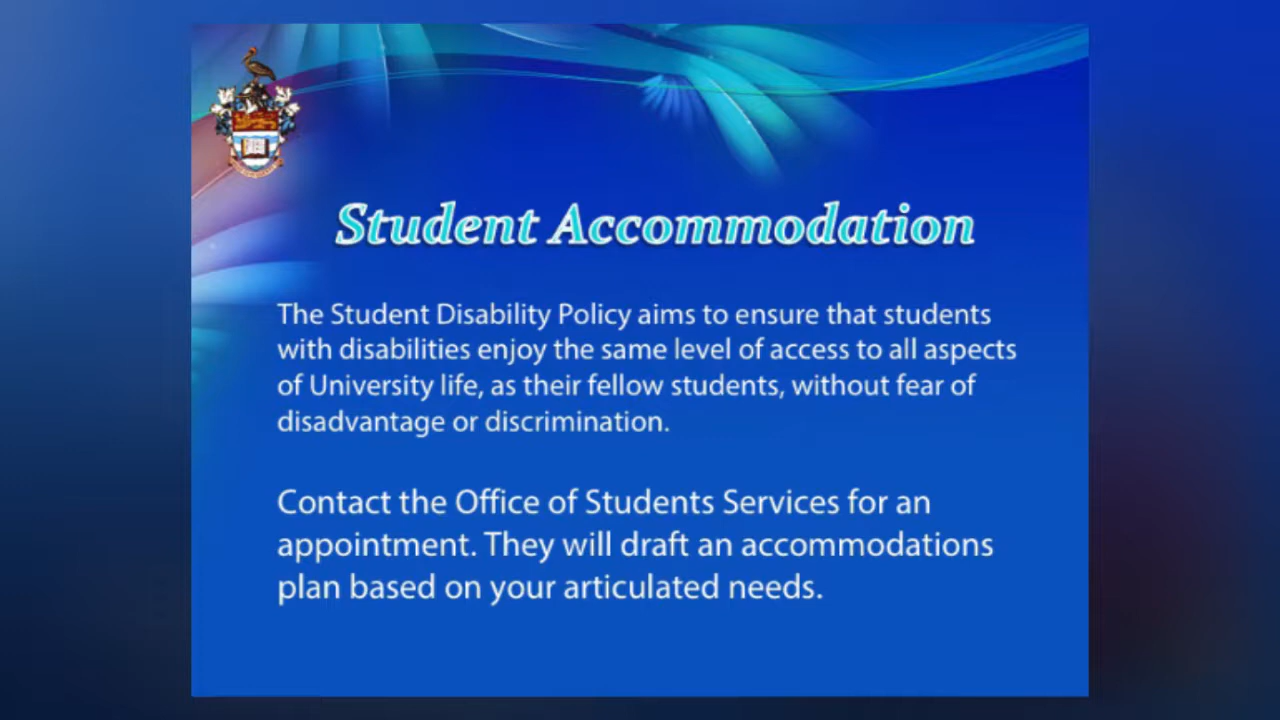 Student Accommodation
The Student Disability Policy aims to ensure that students
with disabilities enjoy the same level of access to all aspects
of University life, as their fellow students, without fear of
disadvantage or discrimination.
Contact the Office of Students Services for an
appointment. They will draft an accommodations
plan based on your articulated needs.